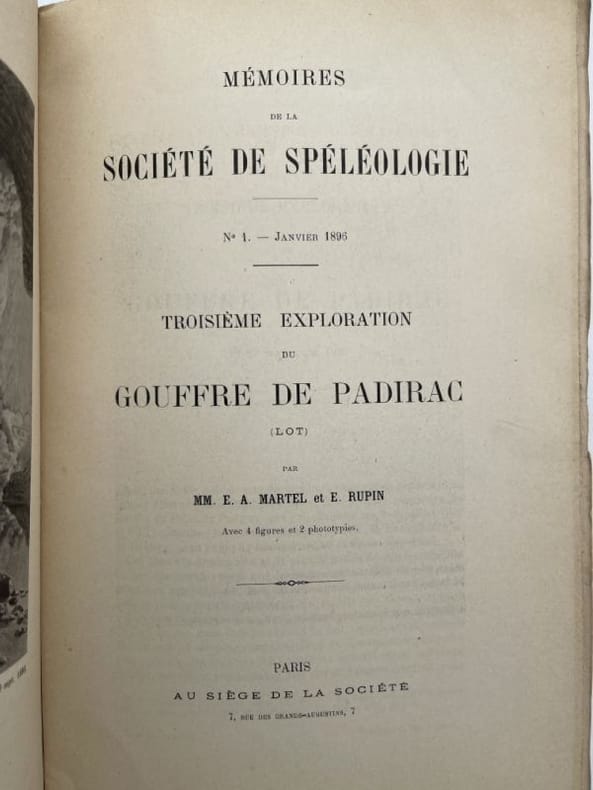 MÉMOIRES
DE LA
SOCIÉTÉ DE SPÉLÉOLOGIE
Nº 1. — JANVIER 1896
TROISIÈME EXPLORATION
DU
GOUFFRE DE PADIRAC
(LOT)
PAR
MM. E. A. MARTEL et E. RUPIN
Avec 4 figures et 2 phototypies.
PARIS
AU SIÈGE DE LA SOCIÉTÉ
7, RUE DES GRANDS-AUGUSTINS, 7